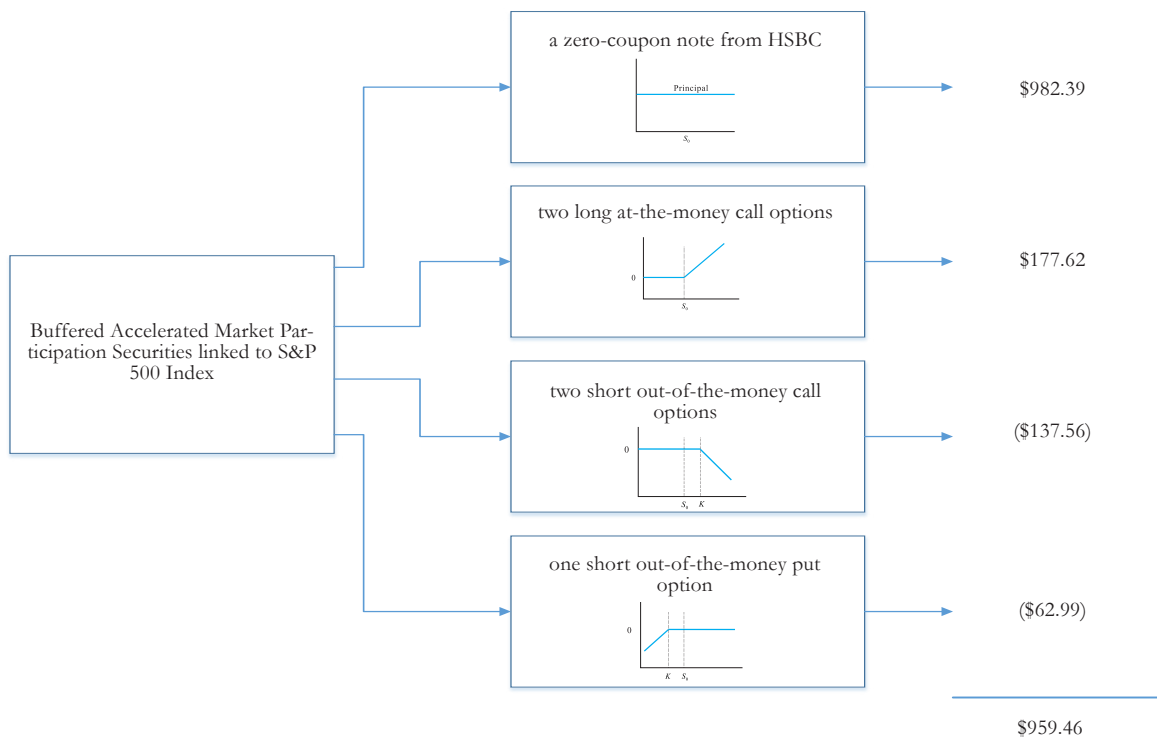 a zero-coupon note from HSBC
Principal
S₀
$982.39
two long at-the-money call options
0
S₀
$177.62
Buffered Accelerated Market Par-
ticipation Securities linked to S&P
500 Index
two short out-of-the-money call
options
0
S₀ K
($137.56)
one short out-of-the-money put
option
0
K S₀
($62.99)
$959.46